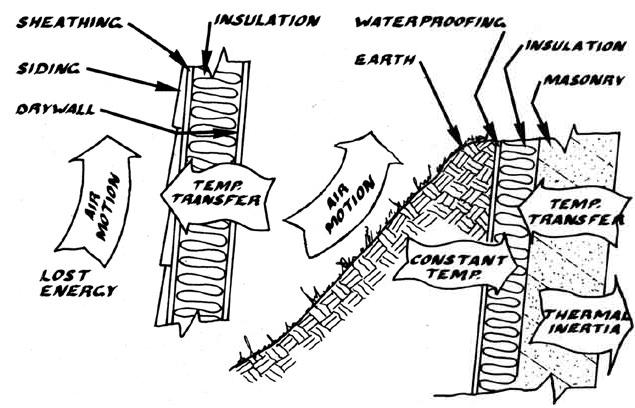 SHEATHING
INSULATION
SIDING
DRYWALL
AIR
MOTION
TEMP.
TRANSFER
LOST
ENERGY
WATERPROOFING
INSULATION
EARTH
MASONRY
AIR
MOTION
TEMP.
TRANSFER
CONSTANT
TEMP.
THERMAL
INERTIA